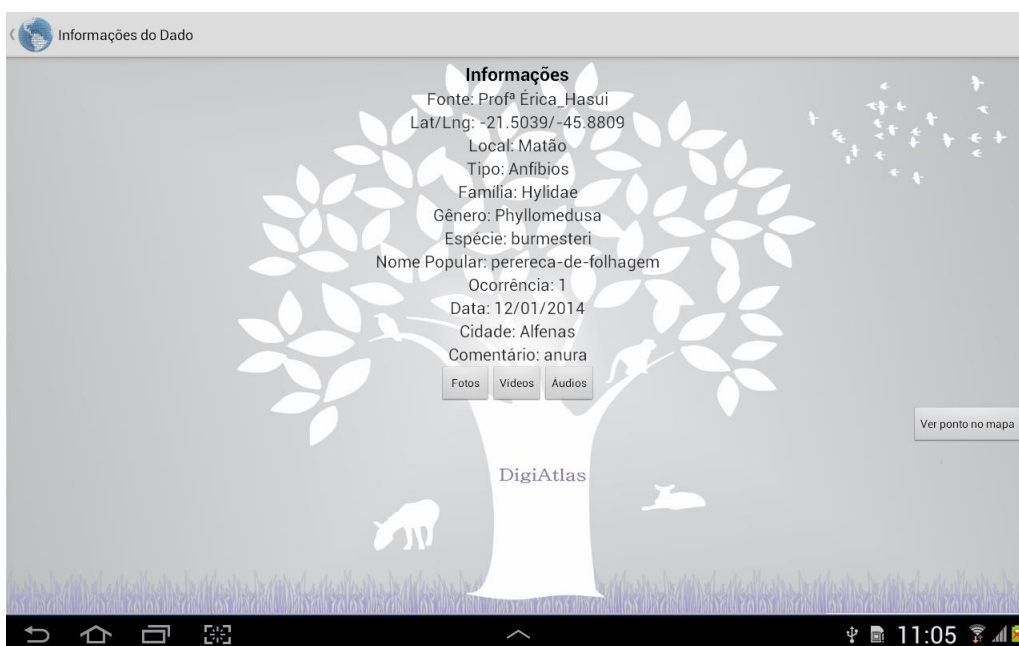 Informações do Dado
Informações
Fonte: Profª Érica_Hasui
Lat/Lng: -21.5039/-45.8809
Local: Matão
Tipo: Anfíbios
Família: Hylidae
Gênero: Phyllomedusa
Espécie: burmesteri
Nome Popular: perereca-de-folhagem
Ocorrência: 1
Data: 12/01/2014
Cidade: Alfenas
Comentário: anura
Fotos Vídeos Áudios
Ver ponto no mapa
DigiAtlas
11:05